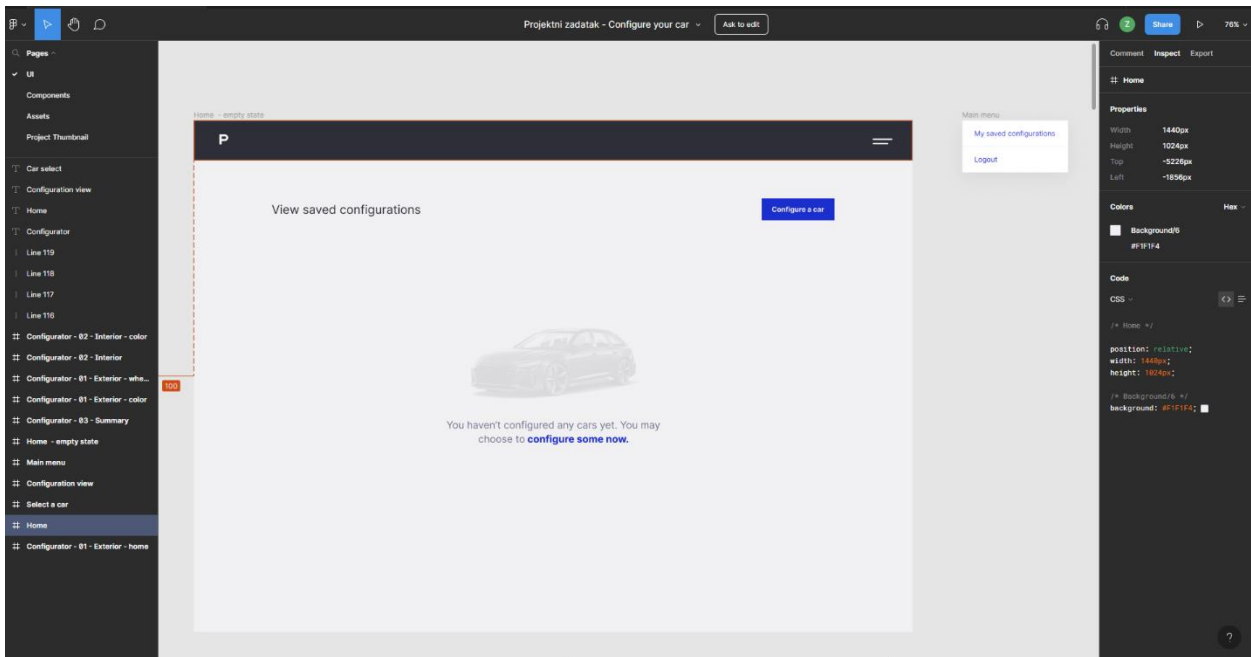 Projektni zadatak - Configure your car
Ask to edit
Z
Share
76%
Pages
UI
Components
Assets
Project Thumbnail
Car select
Configuration view
Home
Configurator
Line 119
Line 118
Line 117
Line 116
Configurator - 02 - Interior - color
Configurator - 02 - Interior
Configurator - 01 - Exterior - whe...
Configurator - 01 - Exterior - color
Configurator - 03 - Summary
Home - empty state
Main menu
Configuration view
Select a car
Home
Configurator - 01 - Exterior - home
Home - empty state
P
View saved configurations
Configure a car
100
You haven't configured any cars yet. You may
choose to configure some now.
Main menu
My saved configurations
Logout
Comment Inspect Export
Home
Properties
Width 1440px
Height 1024px
Top -5226px
Left -1856px
Colors Hex
Background/6
#F1F1F4
Code
CSS
/* Home */
position: relative;
width: 1440px;
height: 1024px;
/* Background/6 */
background: #F1F1F4;
?